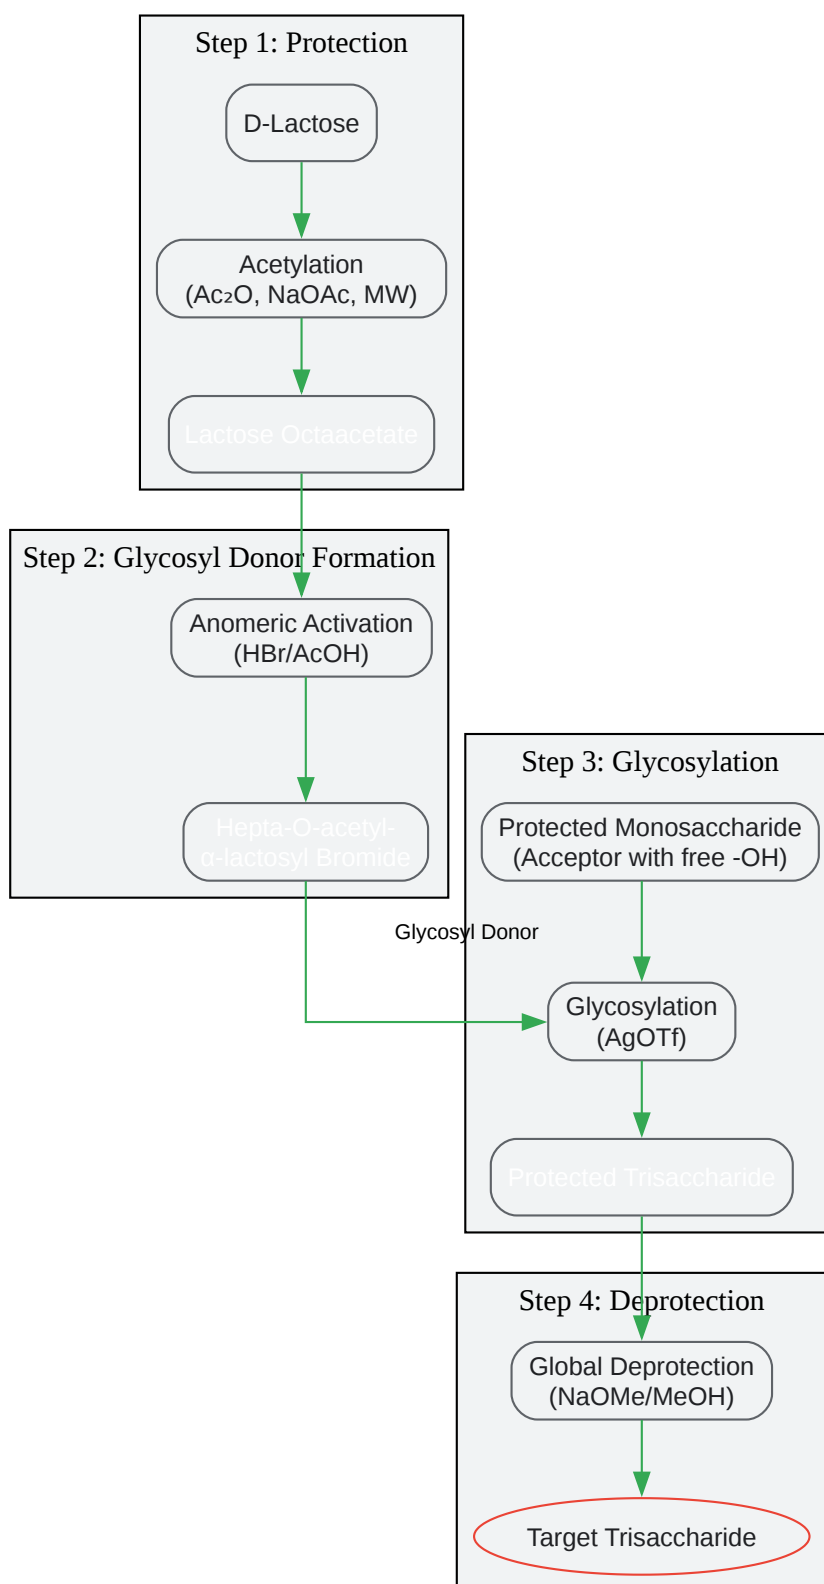 Step 1: Protection
D-Lactose
Acetylation
(Ac₂O, NaOAc, MW)
Lactose Octaacetate
Step 2: Glycosyl Donor Formation
Anomeric Activation
(HBr/AcOH)
Hepta-O-acetyl-
α-lactosyl Bromide
Glycosyl Donor
Step 3: Glycosylation
Protected Monosaccharide
(Acceptor with free -OH)
Glycosylation
(AgOTf)
Protected Trisaccharide
Step 4: Deprotection
Global Deprotection
(NaOMe/MeOH)
Target Trisaccharide